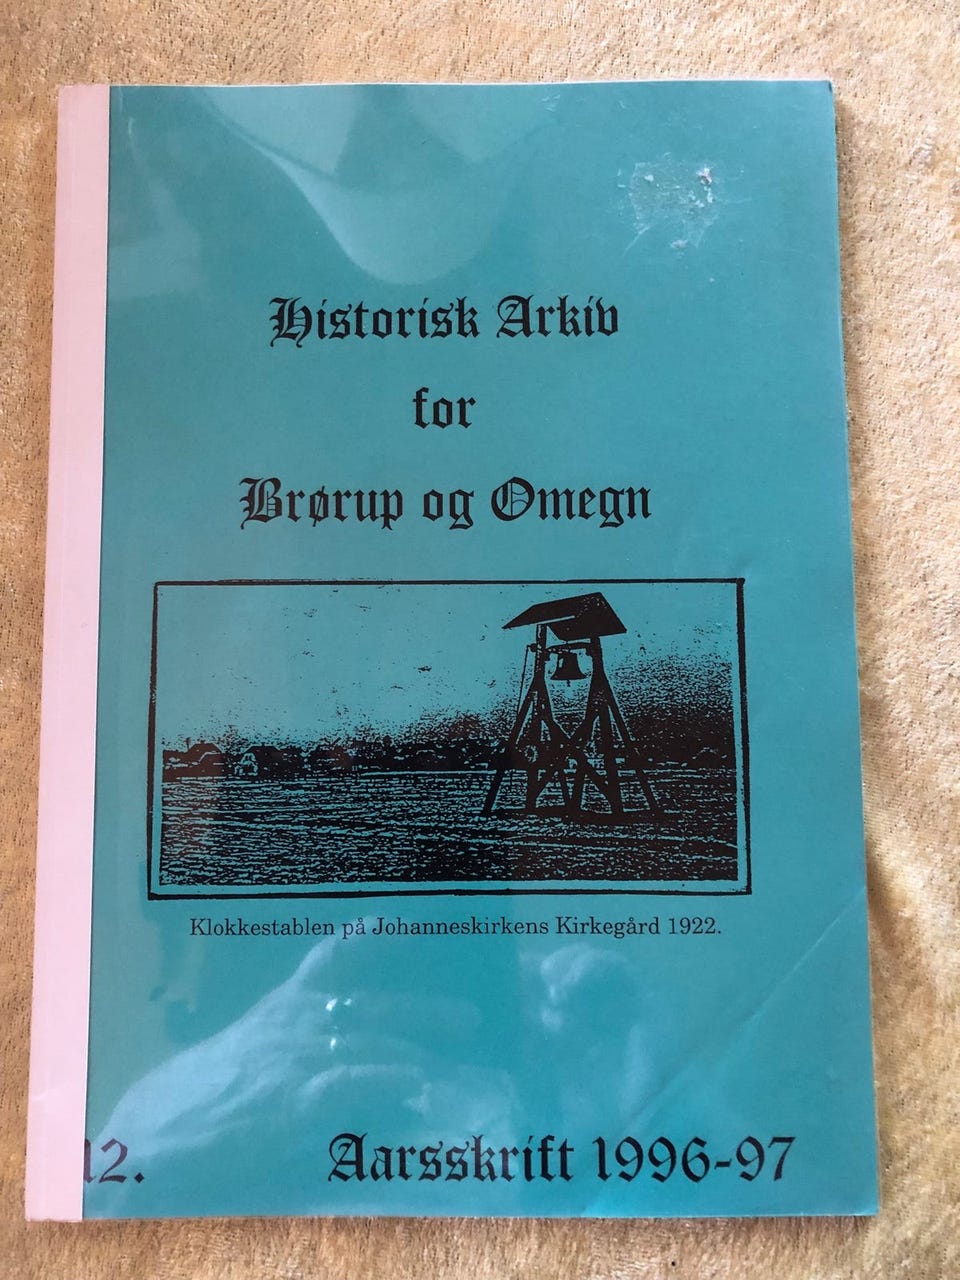 Historisk Arkiv
for
Brørup og Omegn
Klokkestablen på Johanneskirkens Kirkegård 1922.
12. Aarsskrift 1996-97